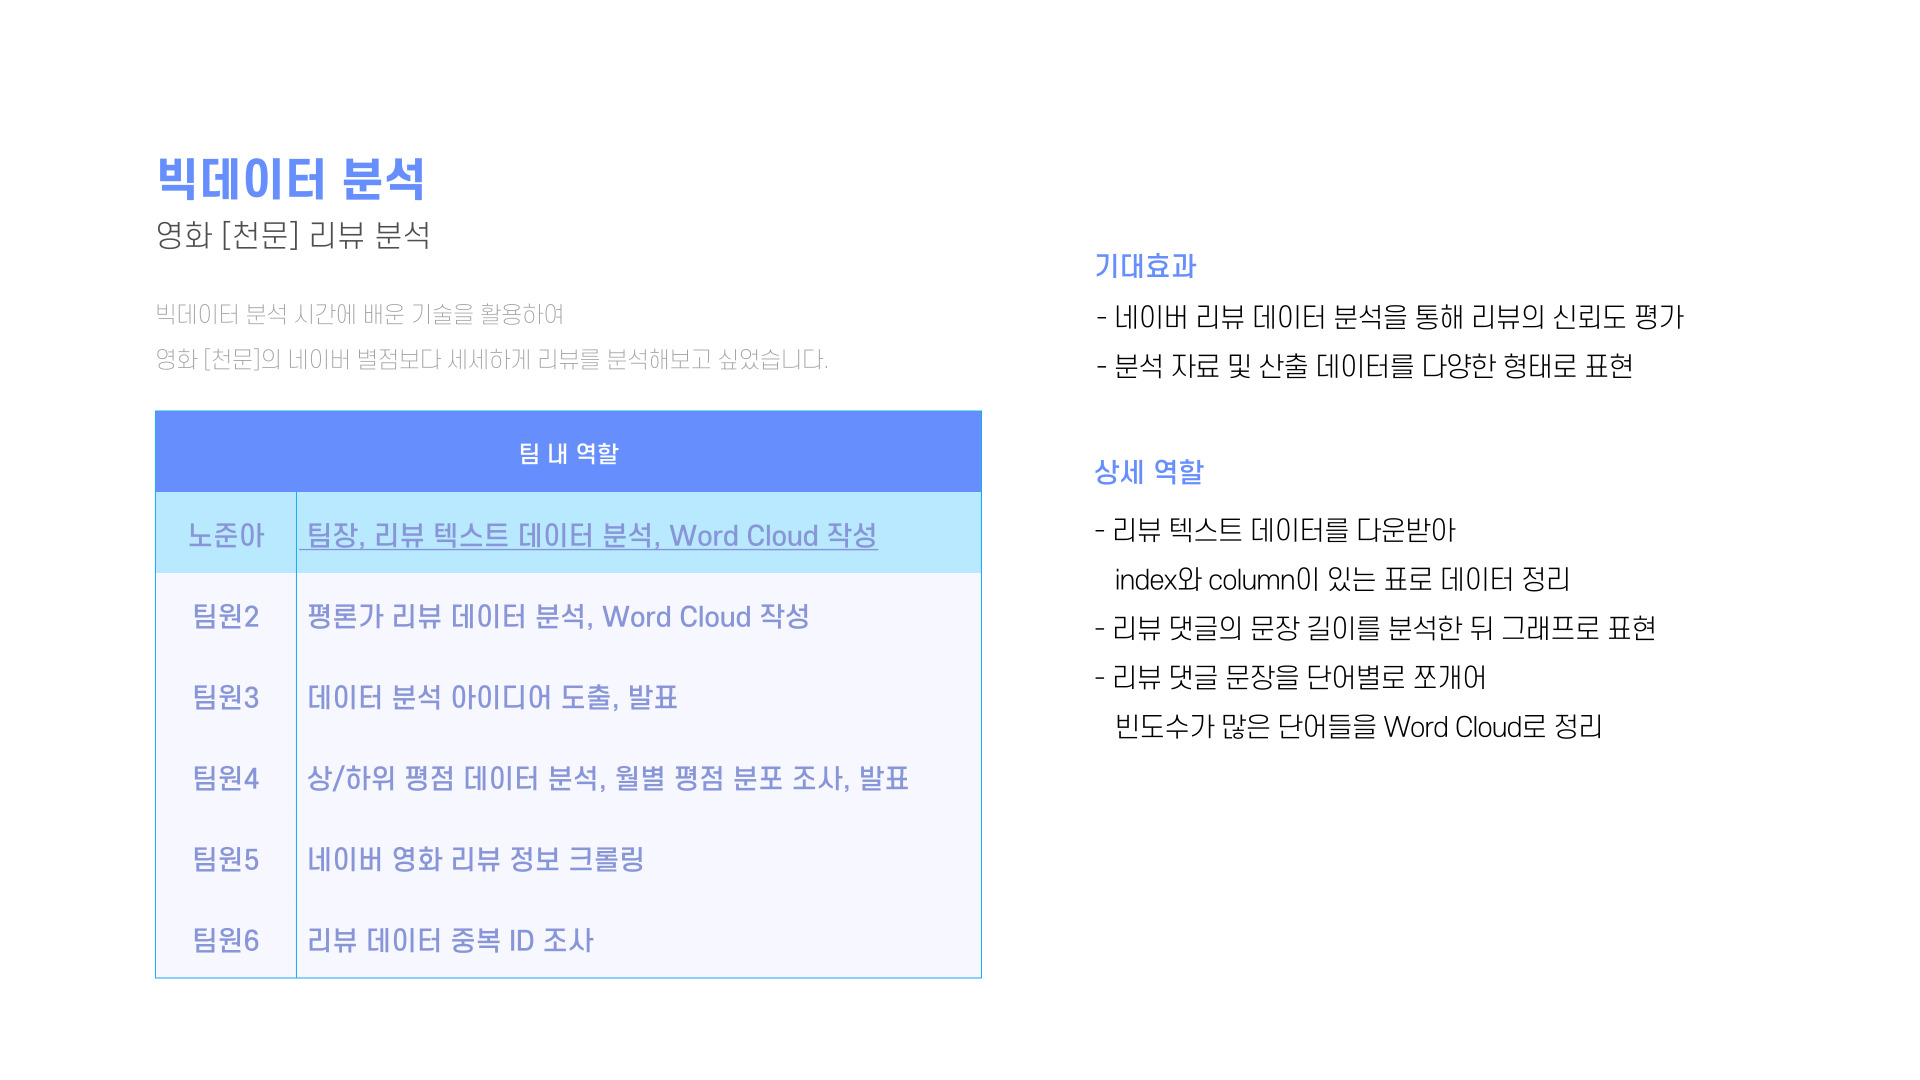 빅데이터 분석
영화 [천문] 리뷰 분석
빅데이터 분석 시간에 배운 기술을 활용하여
영화 [천문]의 네이버 별점보다 세세하게 리뷰를 분석해보고 싶었습니다.
팀 내 역할
노준아 팀장, 리뷰 텍스트 데이터 분석, Word Cloud 작성
팀원2 평론가 리뷰 데이터 분석, Word Cloud 작성
팀원3 데이터 분석 아이디어 도출, 발표
팀원4 상/하위 평점 데이터 분석, 월별 평점 분포 조사, 발표
팀원5 네이버 영화 리뷰 정보 크롤링
팀원6 리뷰 데이터 중복 ID 조사
기대효과
- 네이버 리뷰 데이터 분석을 통해 리뷰의 신뢰도 평가
- 분석 자료 및 산출 데이터를 다양한 형태로 표현
상세 역할
- 리뷰 텍스트 데이터를 다운받아
index와 column이 있는 표로 데이터 정리
- 리뷰 댓글의 문장 길이를 분석한 뒤 그래프로 표현
- 리뷰 댓글 문장을 단어별로 쪼개어
빈도수가 많은 단어들을 Word Cloud로 정리